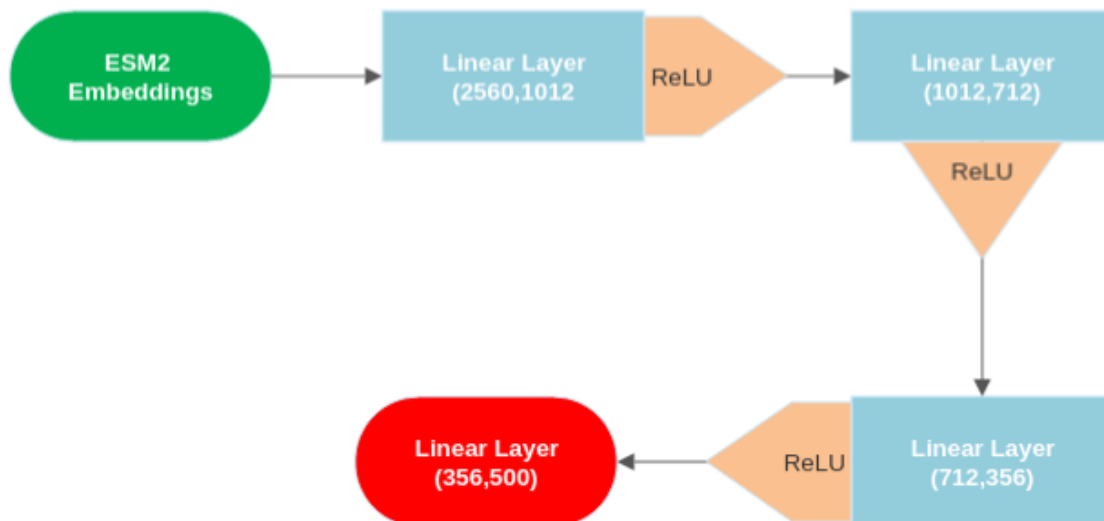 ESM2
Embeddings
Linear Layer
(2560,1012
ReLU
Linear Layer
(1012,712)
ReLU
Linear Layer
(712,356)
ReLU
Linear Layer
(356,500)